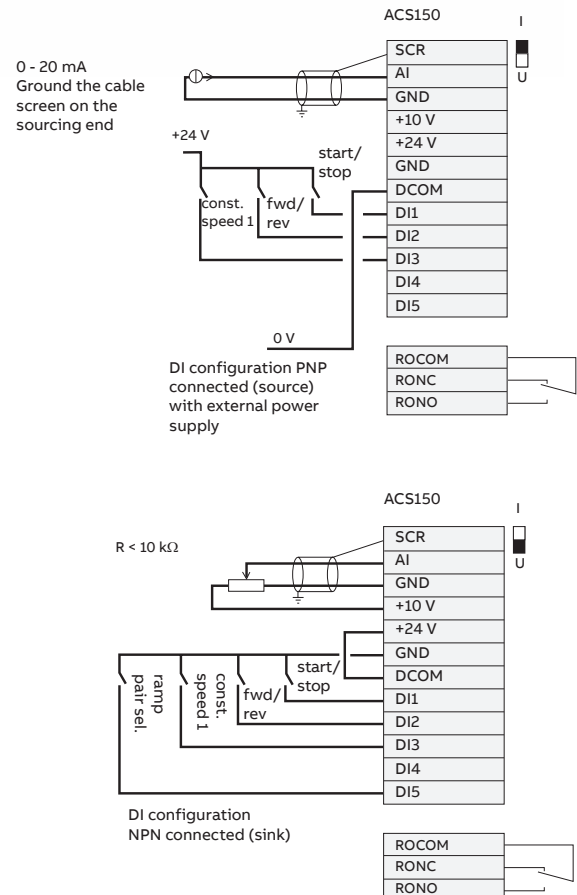 ACS150
I
SCR
AI
U
0 - 20 mA
Ground the cable
screen on the
sourcing end
GND
+10 V
+24 V
+24 V
start/
stop
GND
DCOM
const.
speed 1
fwd/
rev
DI1
DI2
DI3
DI4
DI5
0 V
DI configuration PNP
connected (source)
with external power
supply
ROCOM
RONC
RONO
ACS150
I
SCR
R < 10 kΩ
AI
U
GND
+10 V
+24 V
GND
DCOM
ramp
pair sel.
const.
speed 1
fwd/
rev
start/
stop
DI1
DI2
DI3
DI4
DI5
DI configuration
NPN connected (sink)
ROCOM
RONC
RONO